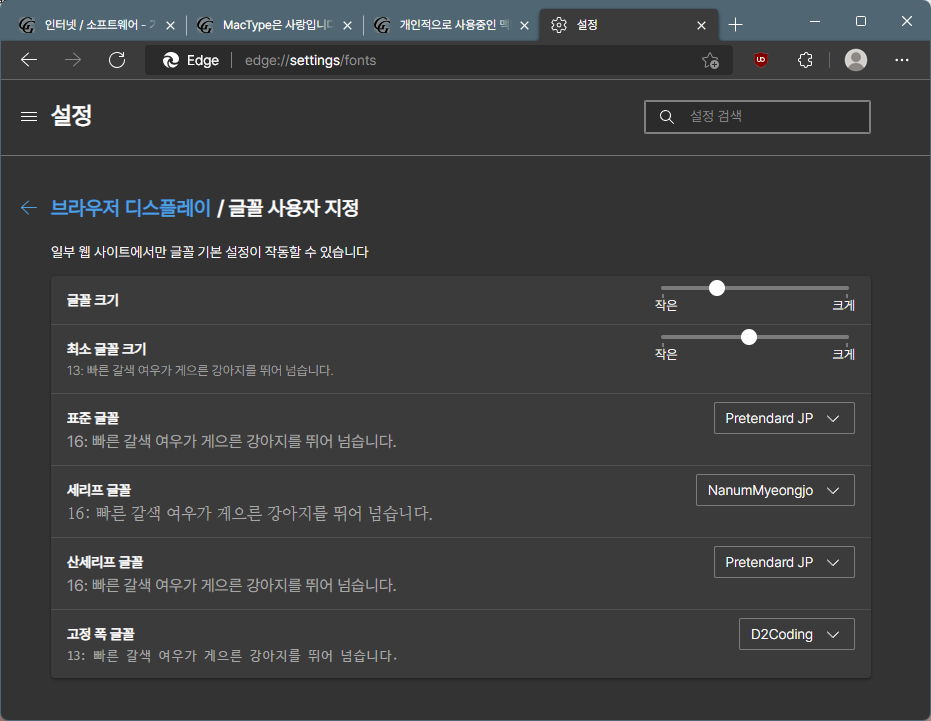 인터넷 / 소프트웨어 -
MacType은 사랑입니다
개인적으로 사용중인 맥
설정
Edge
edge://settings/fonts
UD
설정
설정 검색
브라우저 디스플레이 / 글꼴 사용자 지정
일부 웹 사이트에서만 글꼴 기본 설정이 작동할 수 있습니다
글꼴 크기
작은 크게
최소 글꼴 크기
13: 빠른 갈색 여우가 게으른 강아지를 뛰어 넘습니다.
작은 크게
표준 글꼴
16: 빠른 갈색 여우가 게으른 강아지를 뛰어 넘습니다.
Pretendard JP
세리프 글꼴
16: 빠른 갈색 여우가 게으른 강아지를 뛰어 넘습니다.
NanumMyeongjo
산세리프 글꼴
16: 빠른 갈색 여우가 게으른 강아지를 뛰어 넘습니다.
Pretendard JP
고정 폭 글꼴
13: 빠른 갈색 여우가 게으른 강아지를 뛰어 넘습니다.
D2Coding